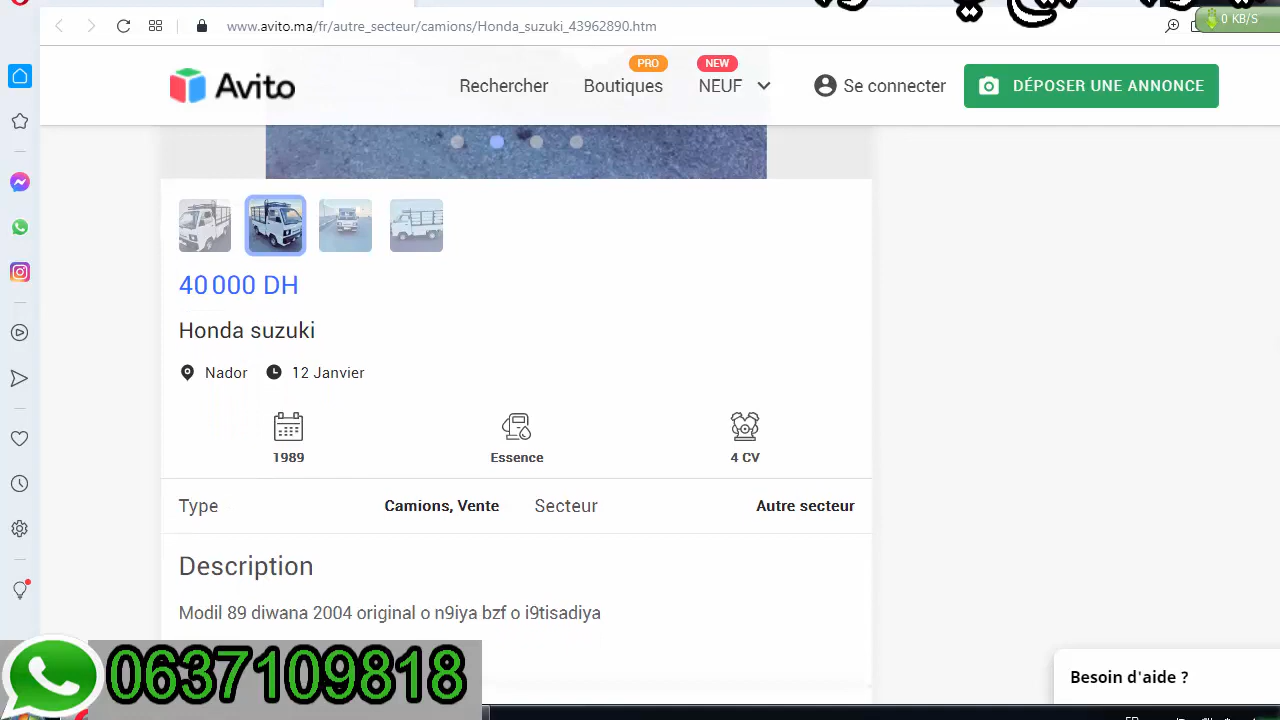 www.avito.ma/fr/autre_secteur/camions/Honda_suzuki_43962890.htm
0 KB/S
Avito
Rechercher
PRO
Boutiques
NEW
NEUF
Se connecter
DÉPOSER UNE ANNONCE
40 000 DH
Honda suzuki
Nador
12 Janvier
1989
Essence
4 CV
Type Camions, Vente Secteur Autre secteur
Description
Modil 89 diwana 2004 original o n9iya bzf o i9tisadiya
0637109818
Besoin d'aide ?